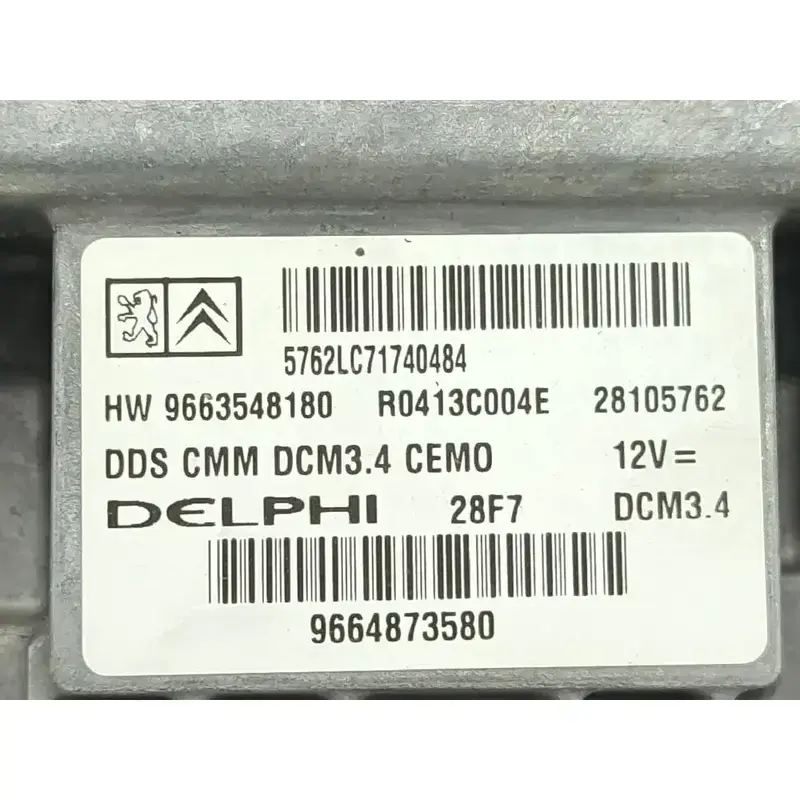 5762LC71740484
HW 9663548180 R0413C004E 28105762
DDS CMM DCM3.4 CEMO 12V =
DELPHI 28F7 DCM3.4
9664873580